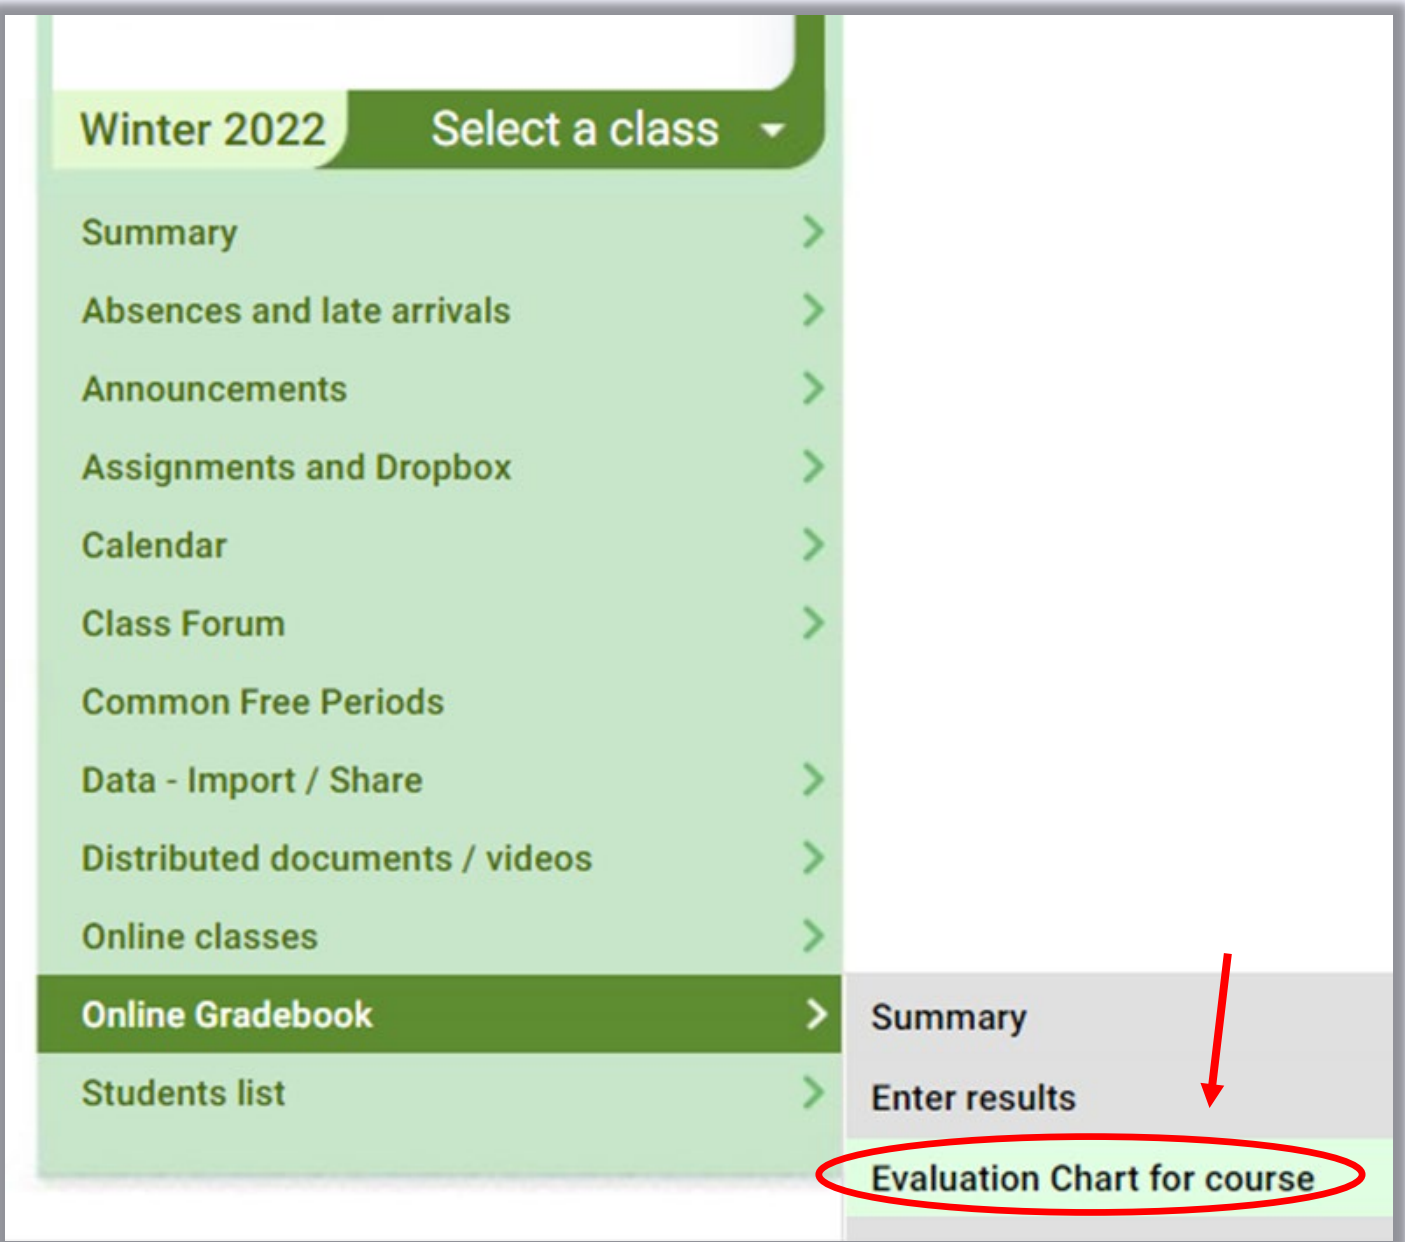 Winter 2022 Select a class
Summary
Absences and late arrivals
Announcements
Assignments and Dropbox
Calendar
Class Forum
Common Free Periods
Data - Import / Share
Distributed documents / videos
Online classes
Online Gradebook
Students list
Summary
Enter results
Evaluation Chart for course